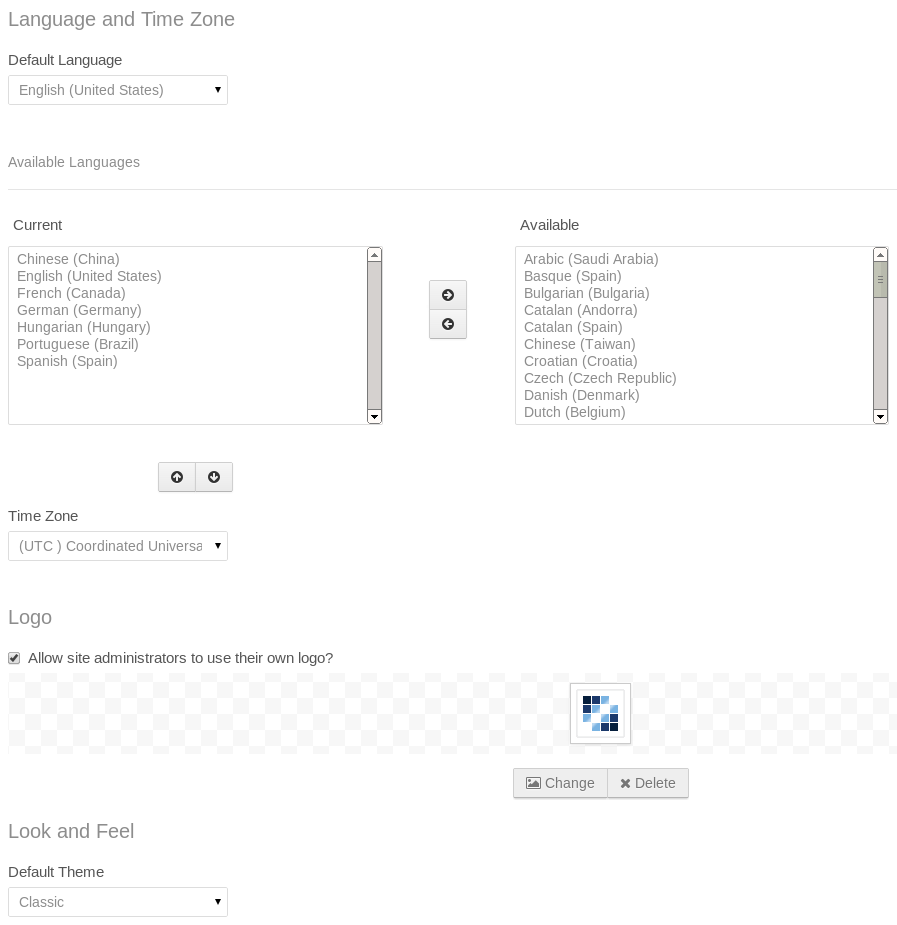 Language and Time Zone
Default Language
English (United States)
Available Languages
Current
Chinese (China)
English (United States)
French (Canada)
German (Germany)
Hungarian (Hungary)
Portuguese (Brazil)
Spanish (Spain)
Available
Arabic (Saudi Arabia)
Basque (Spain)
Bulgarian (Bulgaria)
Catalan (Andorra)
Catalan (Spain)
Chinese (Taiwan)
Croatian (Croatia)
Czech (Czech Republic)
Danish (Denmark)
Dutch (Belgium)
Time Zone
(UTC ) Coordinated Universa
Logo
Allow site administrators to use their own logo?
Change Delete
Look and Feel
Default Theme
Classic